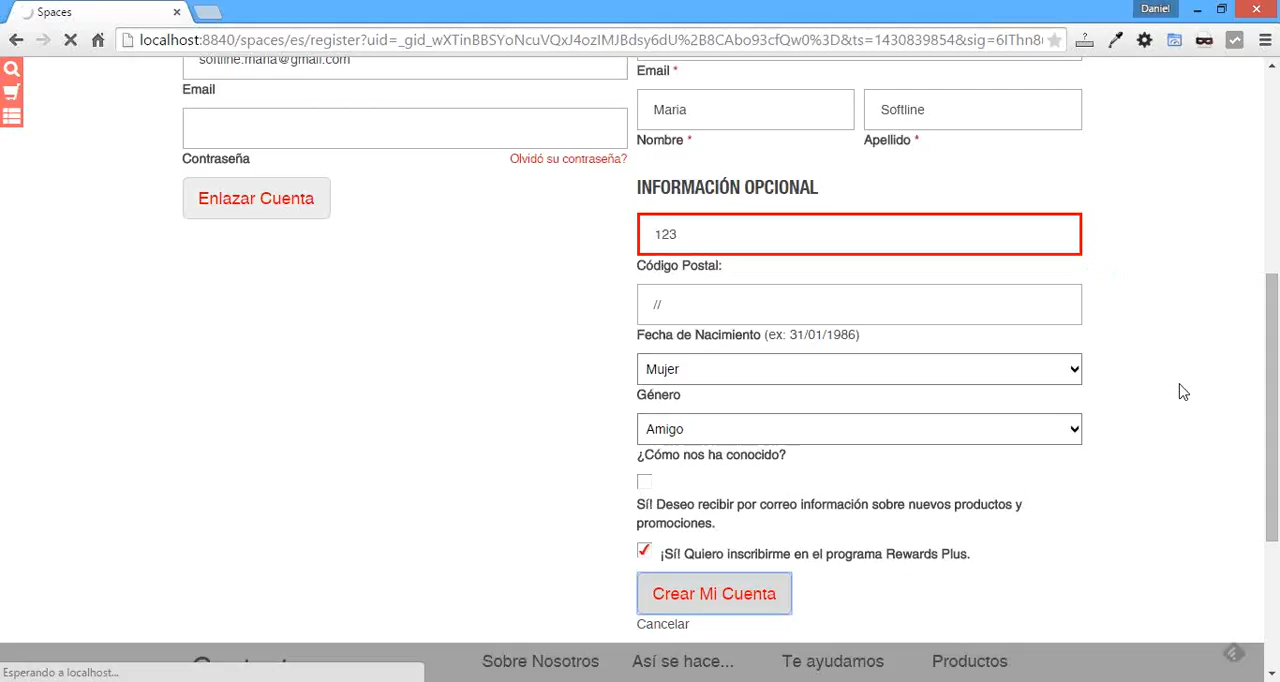 Spaces
Daniel
localhost:8840/spaces/es/register?uid=_gid_wXTinBBSYoNcuVQxJ4ozIMJBdsy6dU%2B8CAbo93cfQw0%3D&ts=1430839854&sig=6IThn8
softline.maria@gmail.com
Email
Contraseña
Olvidó su contraseña?
Enlazar Cuenta
Email *
Maria
Softline
Nombre *
Apellido *
INFORMACIÓN OPCIONAL
123
Código Postal:
//
Fecha de Nacimiento (ex: 31/01/1986)
Mujer
Género
Amigo
¿Cómo nos ha conocido?
Sí! Deseo recibir por correo información sobre nuevos productos y
promociones.
¡Sí! Quiero inscribirme en el programa Rewards Plus.
Crear Mi Cuenta
Cancelar
Sobre Nosotros
Así se hace...
Te ayudamos
Productos
Esperando a localhost...